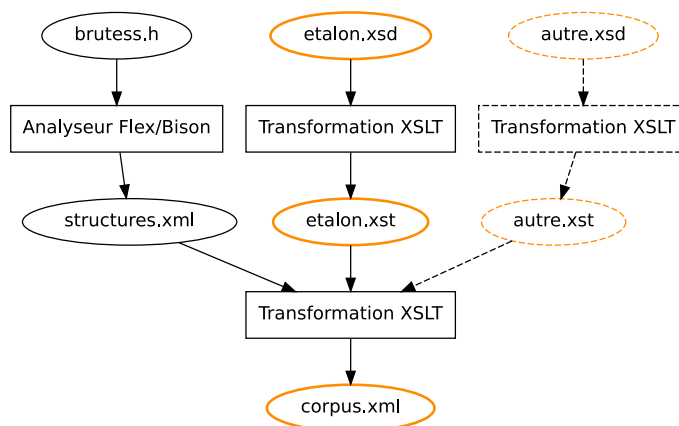 brutess.h
etalon.xsd
autre.xsd
Analyseur Flex/Bison
Transformation XSLT
Transformation XSLT
structures.xml
etalon.xst
autre.xst
Transformation XSLT
corpus.xml